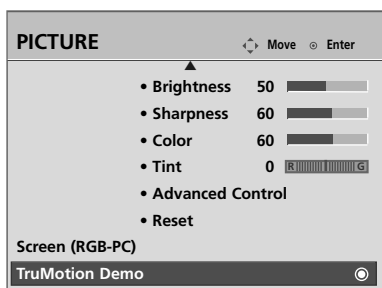 PICTURE Move Enter
• Brightness 50
• Sharpness 60
• Color 60
• Tint 0 R G
• Advanced Control
• Reset
Screen (RGB-PC)
TruMotion Demo